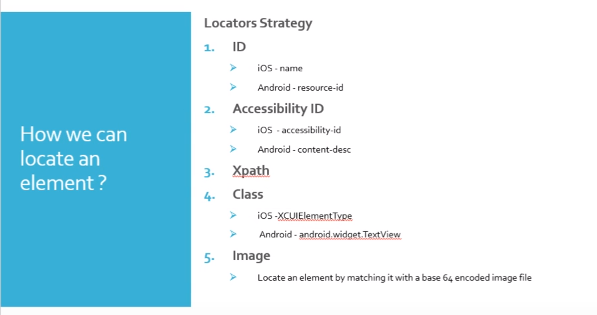 How we can
locate an
element ?
Locators Strategy
1. ID
iOS - name
Android - resource-id
2. Accessibility ID
iOS - accessibility-id
Android - content-desc
3. Xpath
4. Class
iOS -XCUIElementType
Android - android.widget.TextView
5. Image
Locate an element by matching it with a base 64 encoded image file